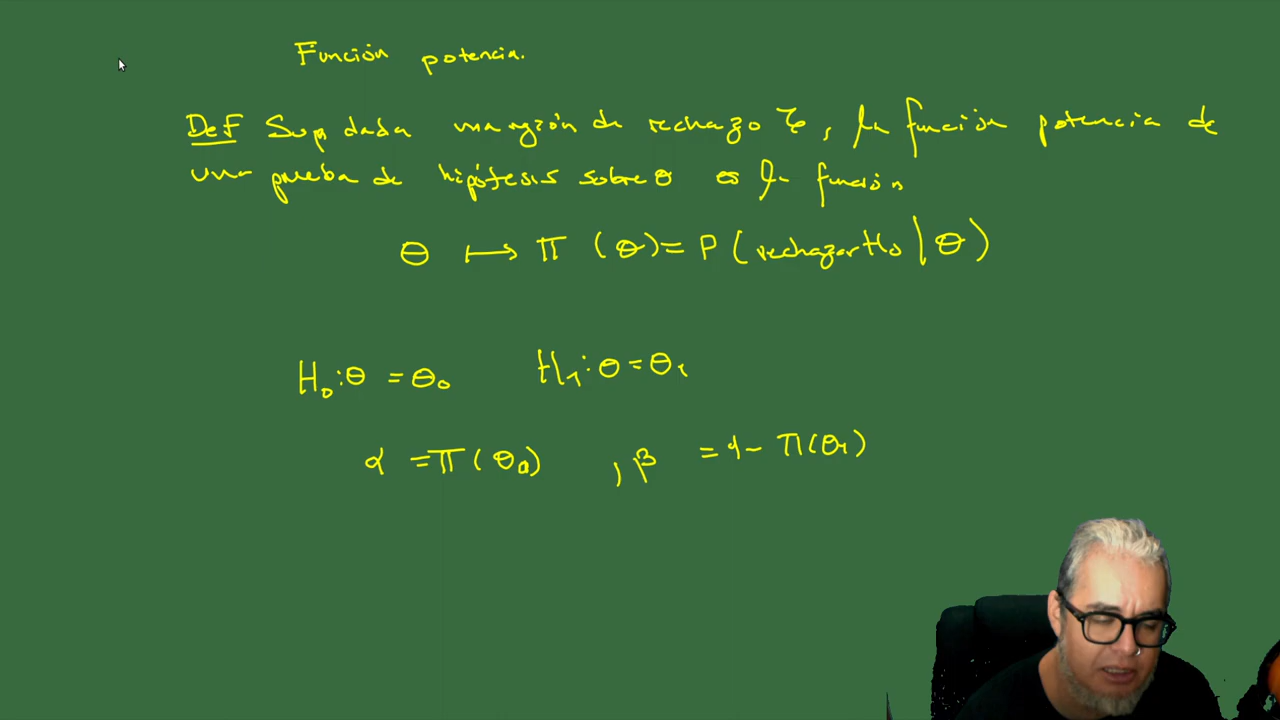 Función potencia.
Def Sup dada una región de rechazo 𝒞, la función potencia de
una prueba de hipótesis sobre θ es la función
θ ↦ π(θ) = P(rechazar H₀ | θ)
H₀: θ = θ₀ H₁: θ = θ₁
α = π(θ₀) , β = 1 − π(θ₁)